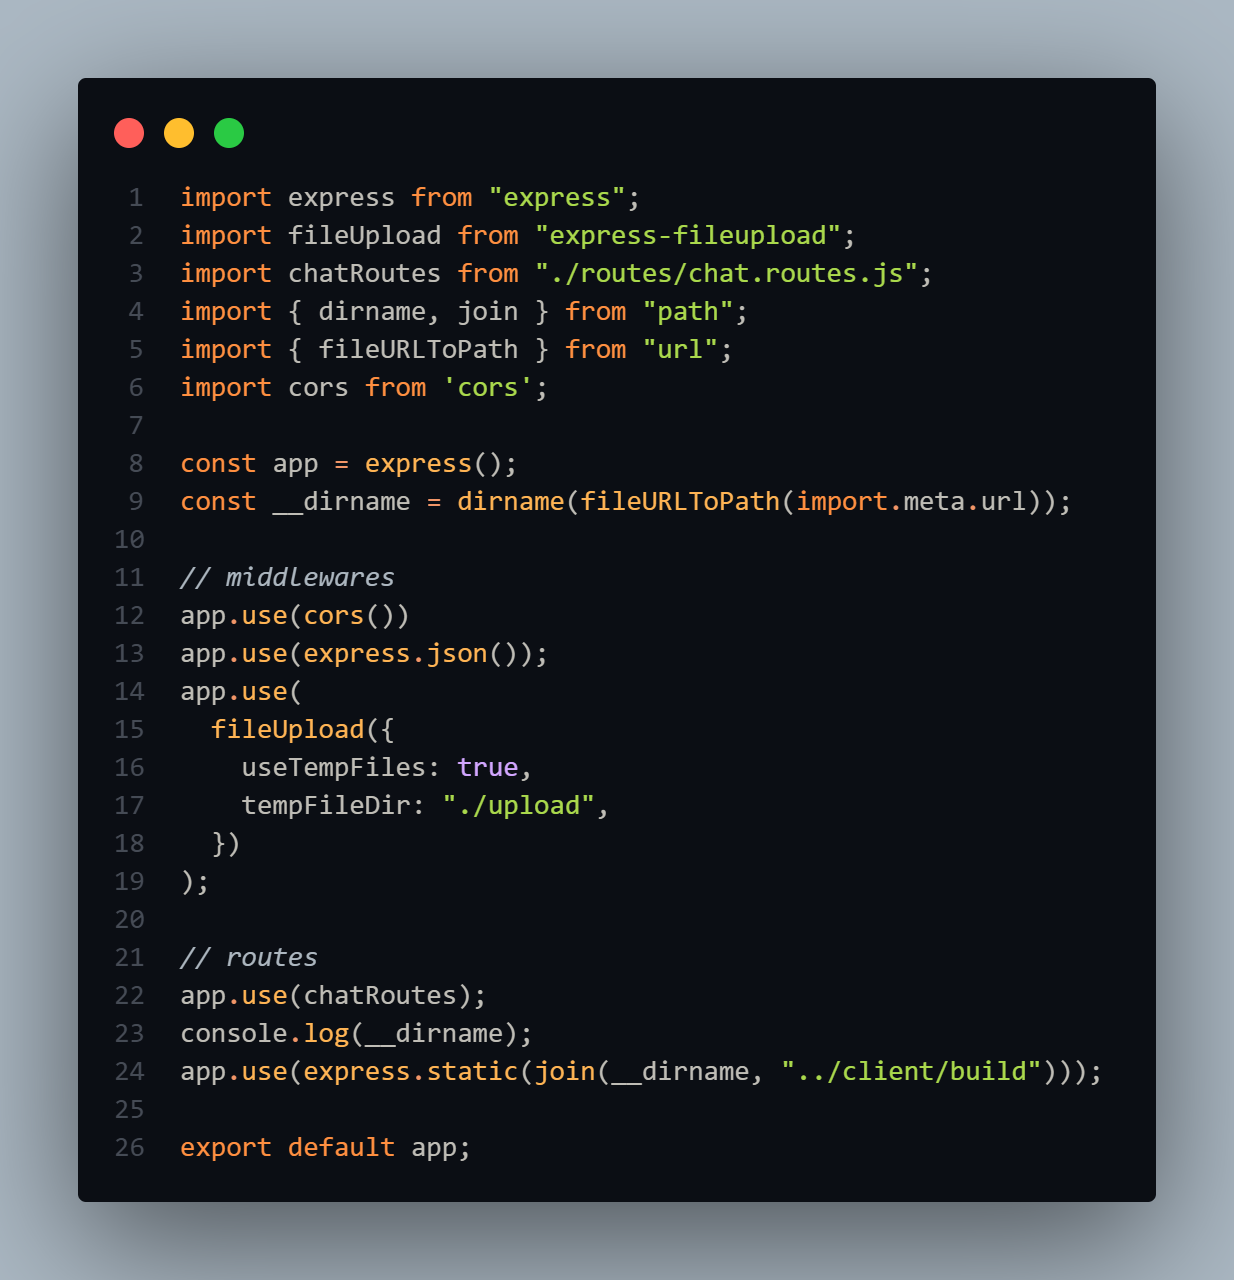 1 import express from "express";
2 import fileUpload from "express-fileupload";
3 import chatRoutes from "./routes/chat.routes.js";
4 import { dirname, join } from "path";
5 import { fileURLToPath } from "url";
6 import cors from 'cors';
7
8 const app = express();
9 const __dirname = dirname(fileURLToPath(import.meta.url));
10
11 // middlewares
12 app.use(cors())
13 app.use(express.json());
14 app.use(
15   fileUpload({
16     useTempFiles: true,
17     tempFileDir: "./upload",
18   })
19 );
20
21 // routes
22 app.use(chatRoutes);
23 console.log(__dirname);
24 app.use(express.static(join(__dirname, "../client/build")));
25
26 export default app;